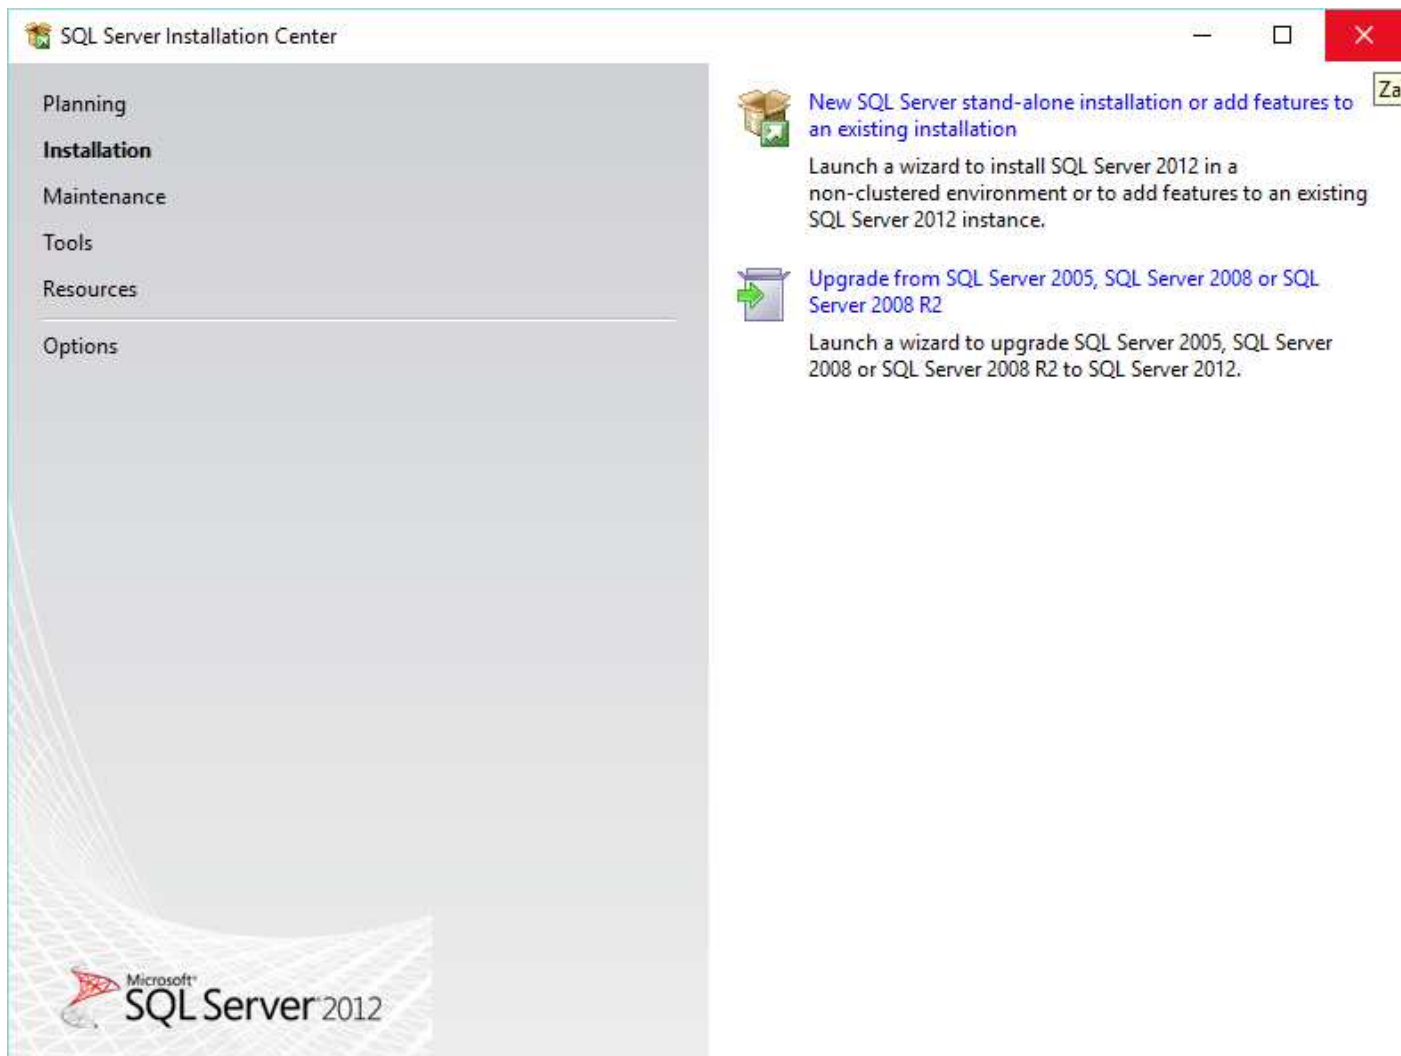 SQL Server Installation Center
Planning
Installation
Maintenance
Tools
Resources
Options
New SQL Server stand-alone installation or add features to
an existing installation
Launch a wizard to install SQL Server 2012 in a
non-clustered environment or to add features to an existing
SQL Server 2012 instance.
Upgrade from SQL Server 2005, SQL Server 2008 or SQL
Server 2008 R2
Launch a wizard to upgrade SQL Server 2005, SQL Server
2008 or SQL Server 2008 R2 to SQL Server 2012.
Za
Microsoft®
SQL Server®2012